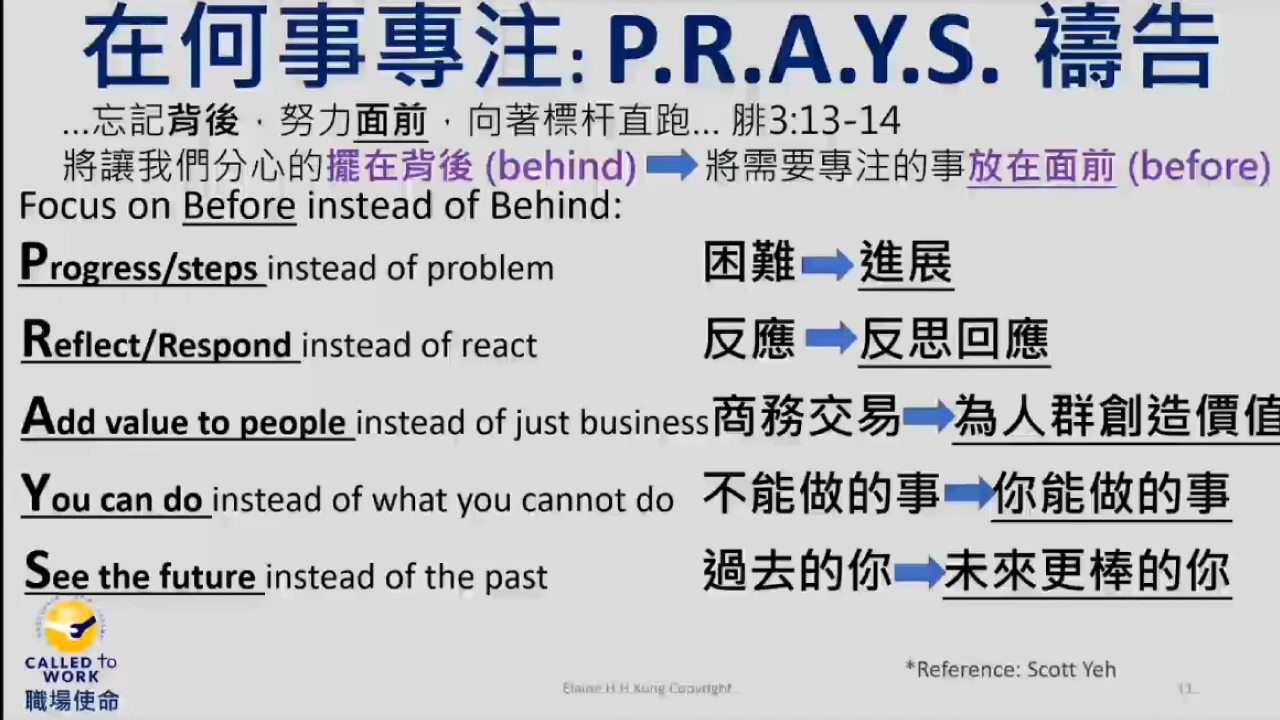 在何事專注: P.R.A.Y.S. 禱告
...忘記背後，努力面前，向著標杆直跑... 腓3:13-14
將讓我們分心的擺在背後 (behind) 將需要專注的事放在面前 (before)
Focus on Before instead of Behind:
Progress/steps instead of problem 困難 進展
Reflect/Respond instead of react 反應 反思回應
Add value to people instead of just business 商務交易 為人群創造價值
You can do instead of what you cannot do 不能做的事 你能做的事
See the future instead of the past 過去的你 未來更棒的你
CALLED to
WORK
職場使命
*Reference: Scott Yeh
Elaine H H Kung Copyright